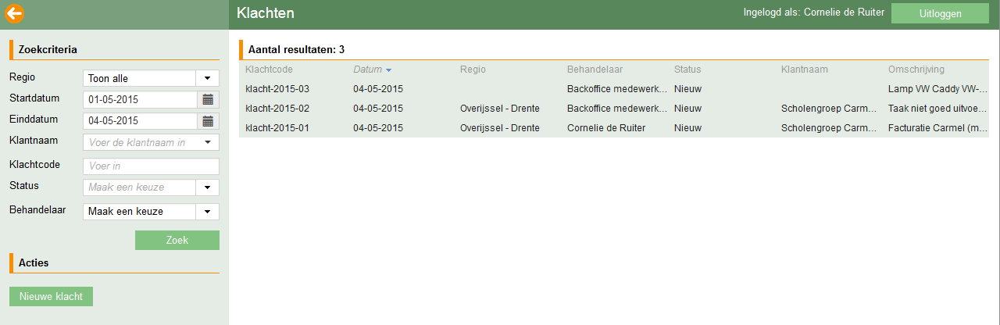 Klachten
Ingelogd als: Cornelie de Ruiter
Uitloggen
Zoekcriteria
Regio Toon alle
Startdatum 01-05-2015
Einddatum 04-05-2015
Klantnaam Voer de klantnaam in
Klachtcode Voer in
Status Maak een keuze
Behandelaar Maak een keuze
Zoek
Acties
Nieuwe klacht
Aantal resultaten: 3
Klachtcode Datum Regio Behandelaar Status Klantnaam Omschrijving
klacht-2015-03 04-05-2015 Backoffice medewerk... Nieuw Lamp VW Caddy VW-...
klacht-2015-02 04-05-2015 Overijssel - Drente Backoffice medewerk... Nieuw Scholengroep Carm... Taak niet goed uitvoe...
klacht-2015-01 04-05-2015 Overijssel - Drente Cornelie de Ruiter Nieuw Scholengroep Carm... Facturatie Carmel (m...